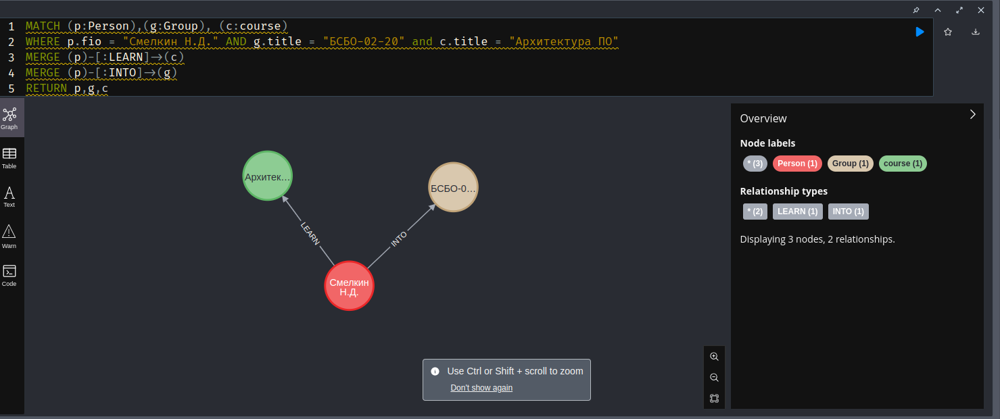 1 MATCH (p:Person),(g:Group), (c:course)
2 WHERE p.fio = "Смелкин Н.Д." AND g.title = "БСБО-02-20" and c.title = "Архитектура ПО"
3 MERGE (p)-[:LEARN]->(c)
4 MERGE (p)-[:INTO]->(g)
5 RETURN p,g,c
Graph
Table
Text
Warn
Code
Архитек...
БСБО-0...
LEARN
INTO
Смелкин
Н.Д.
Use Ctrl or Shift + scroll to zoom
Don't show again
Overview
Node labels
* (3) Person (1) Group (1) course (1)
Relationship types
* (2) LEARN (1) INTO (1)
Displaying 3 nodes, 2 relationships.